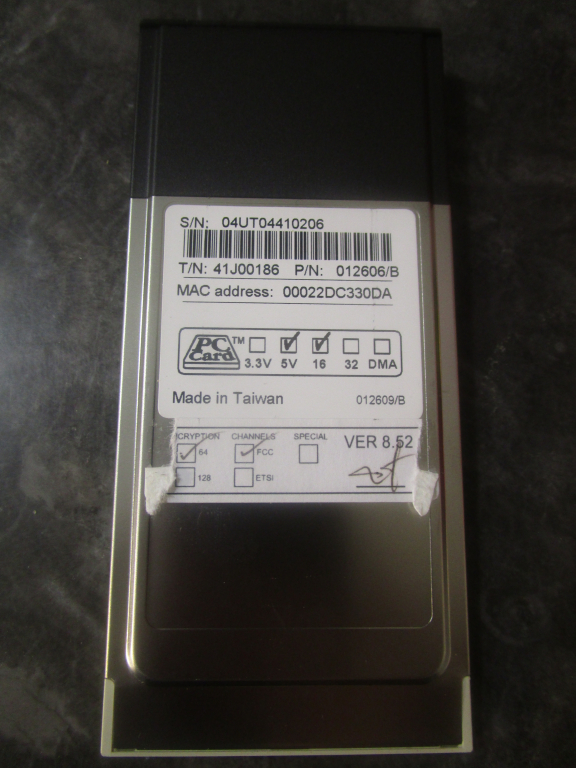 S/N: 04UT04410206
T/N: 41J00186 P/N: 012606/B
MAC address: 00022DC330DA
PC Card TM
3.3V 5V 16 32 DMA
Made in Taiwan 012609/B
CRYPTION CHANNELS SPECIAL VER 8.52
64 FCC
128 ETSI